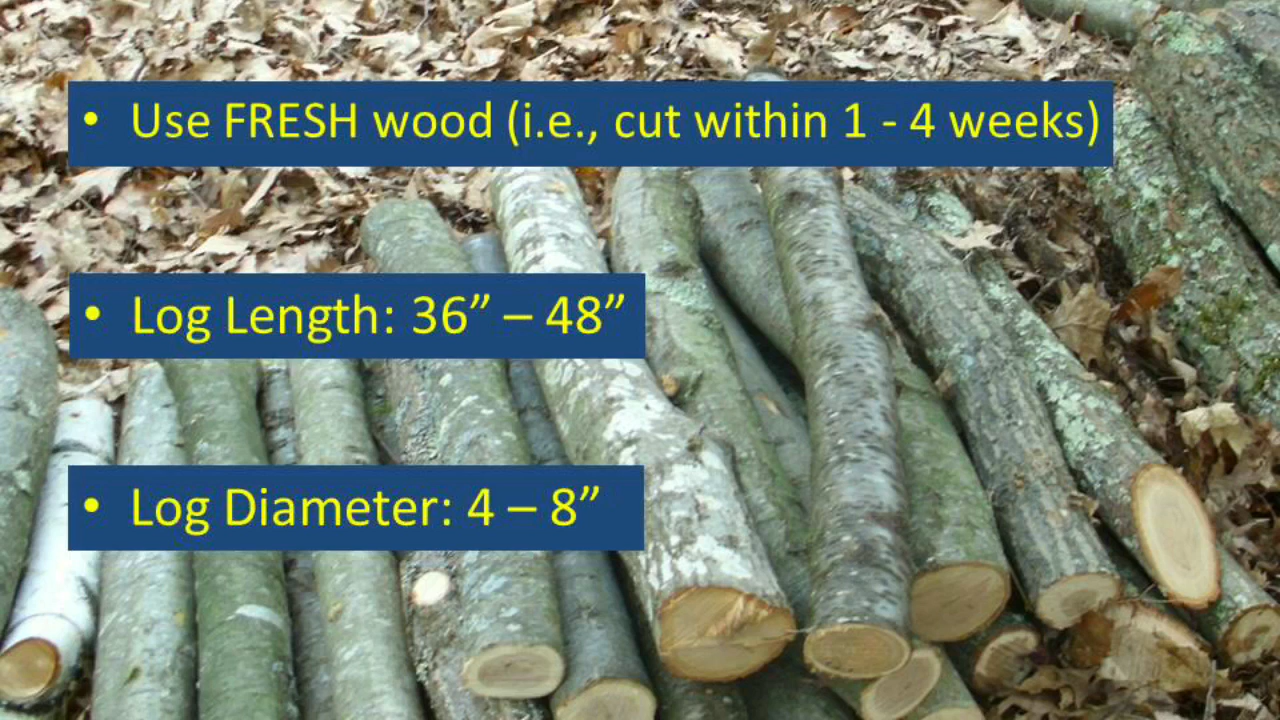 • Use FRESH wood (i.e., cut within 1 - 4 weeks)
• Log Length: 36” – 48”
• Log Diameter: 4 – 8”